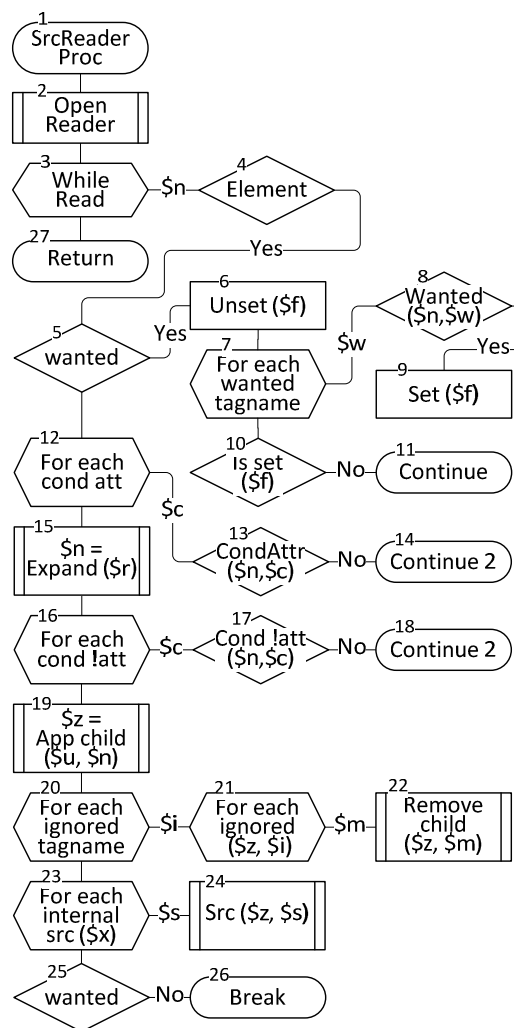 1
SrcReader
Proc
2
Open
Reader
3
While
Read
$n
4
Element
27
Return
Yes
5
wanted
Yes
6
Unset ($f)
7
For each
wanted
tagname
$w
8
Wanted
($n,$w)
Yes
9
Set ($f)
10
is set
($f)
No
11
Continue
12
For each
cond att
$c
13
CondAttr
($n,$c)
No
14
Continue 2
15
$n =
Expand ($r)
16
For each
cond !att
$c
17
Cond !att
($n,$c)
No
18
Continue 2
19
$z =
App child
($u, $n)
20
For each
ignored
tagname
$i
21
For each
ignored
($z, $i)
$m
22
Remove
child
($z, $m)
23
For each
internal
src ($x)
$s
24
Src ($z, $s)
25
wanted
No
26
Break